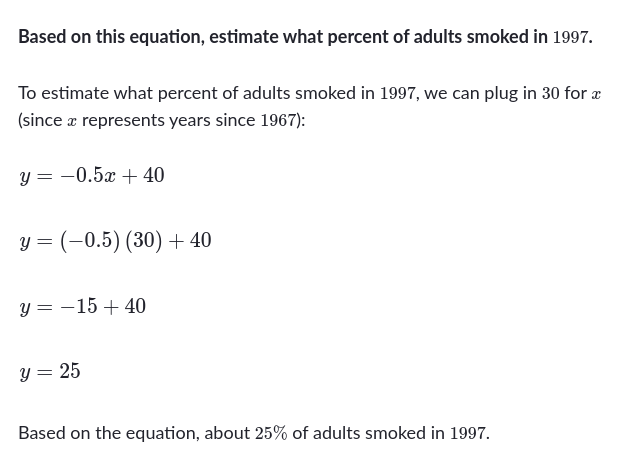 Based on this equation, estimate what percent of adults smoked in 1997.
To estimate what percent of adults smoked in 1997, we can plug in 30 for x
(since x represents years since 1967):
y = −0.5x + 40
y = (−0.5) (30) + 40
y = −15 + 40
y = 25
Based on the equation, about 25% of adults smoked in 1997.